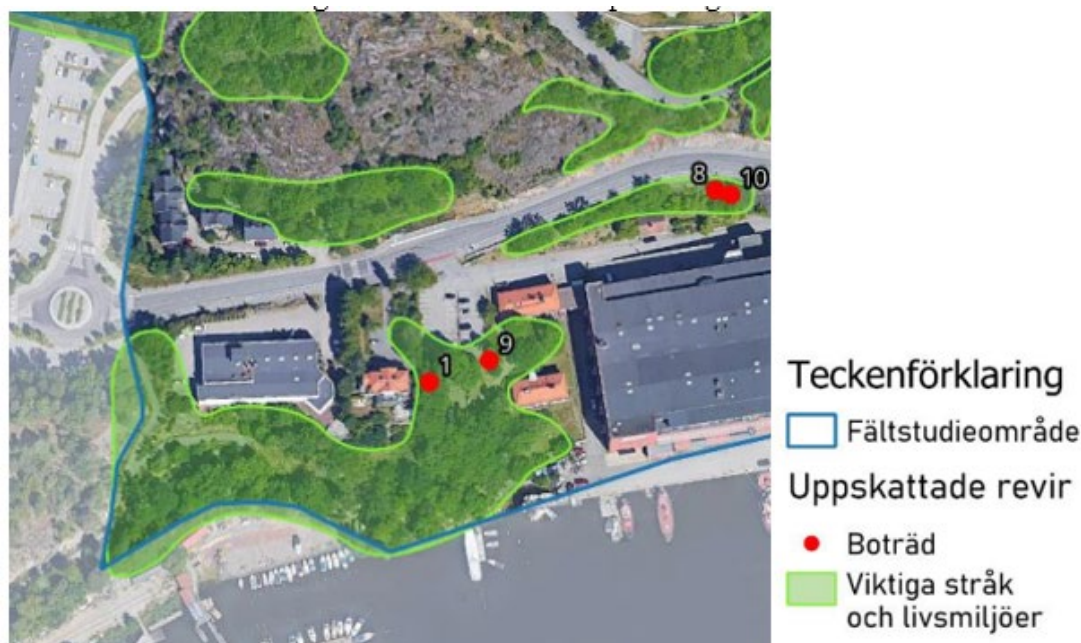 8
10
1
9
Teckenförklaring
Fältstudieområde
Uppskattade revir
Boträd
Viktiga stråk
och livsmiljöer